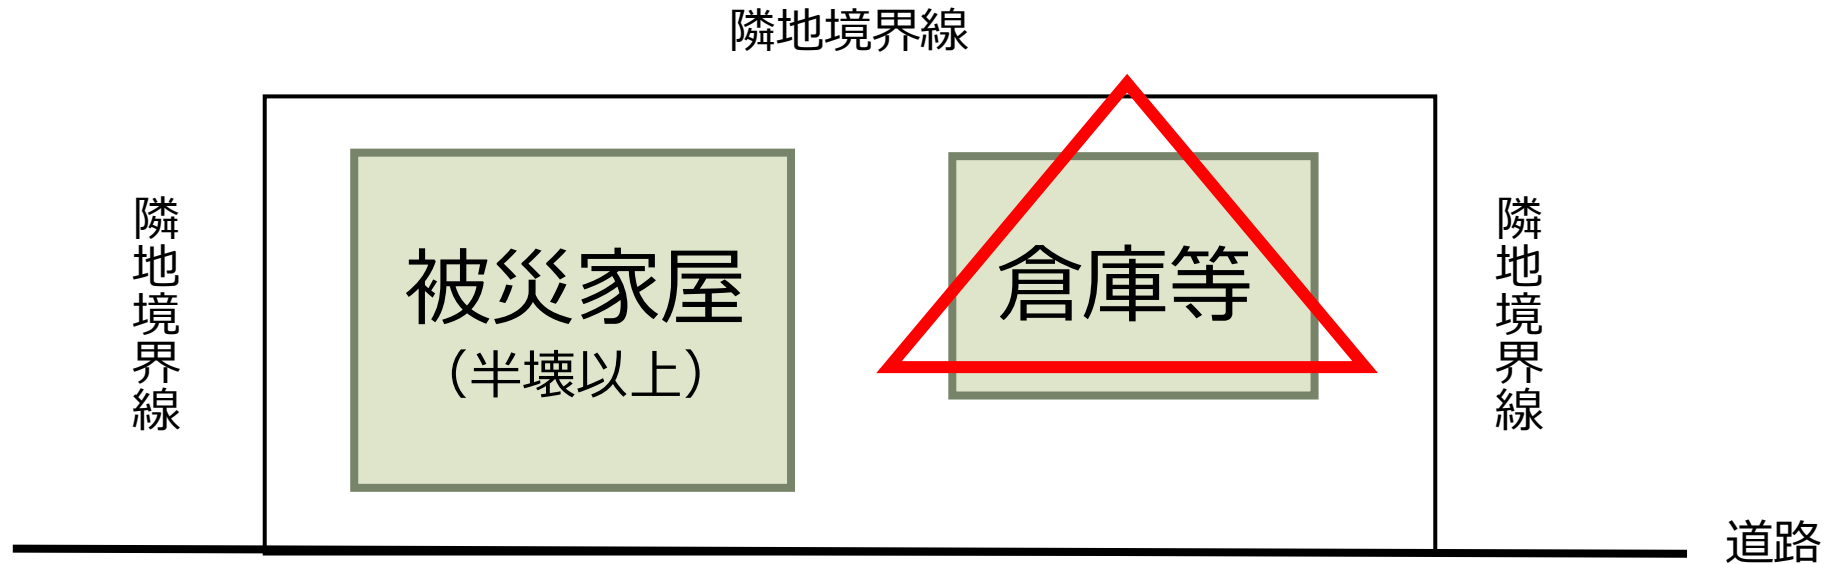 隣地境界線
隣地境界線
被災家屋
（半壊以上）
倉庫等
隣地境界線
道路